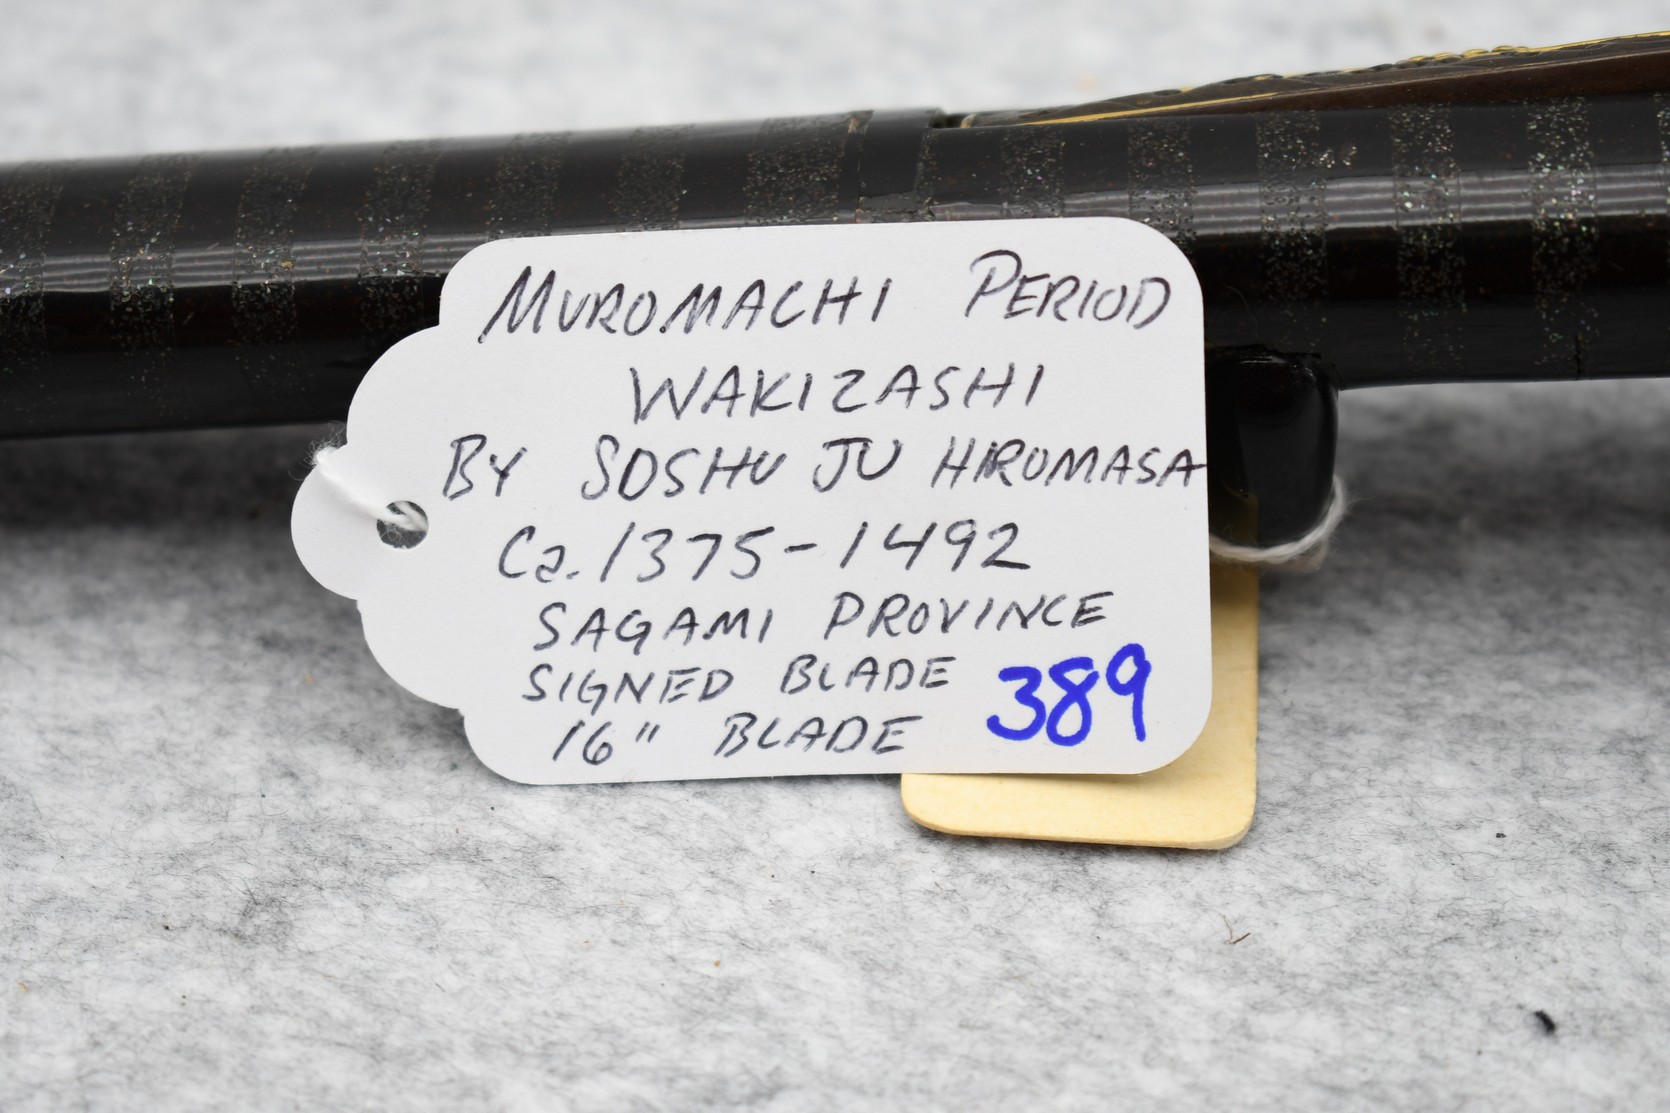 MUROMACHI PERIOD
WAKIZASHI
BY SOSHU JU HIROMASA
Ca. 1375-1492
SAGAMI PROVINCE
SIGNED BLADE
16" BLADE
389